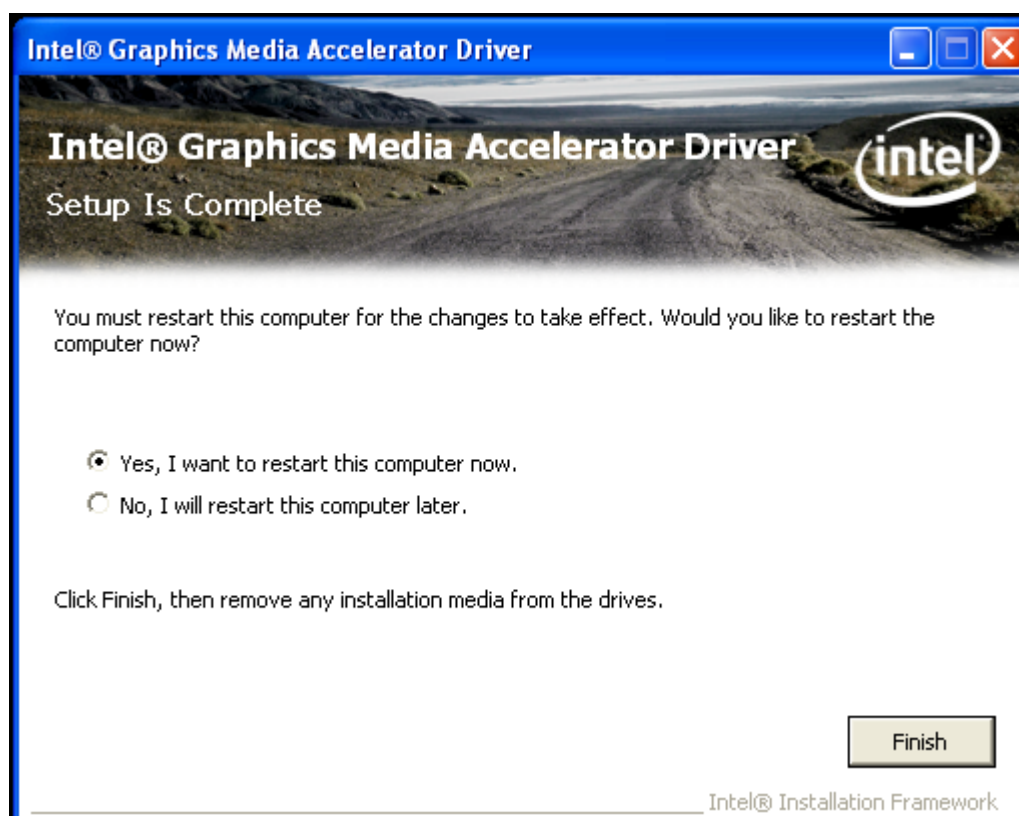 Intel® Graphics Media Accelerator Driver
Intel® Graphics Media Accelerator Driver
intel
Setup Is Complete
You must restart this computer for the changes to take effect. Would you like to restart the
computer now?
Yes, I want to restart this computer now.
No, I will restart this computer later.
Click Finish, then remove any installation media from the drives.
Finish
Intel® Installation Framework